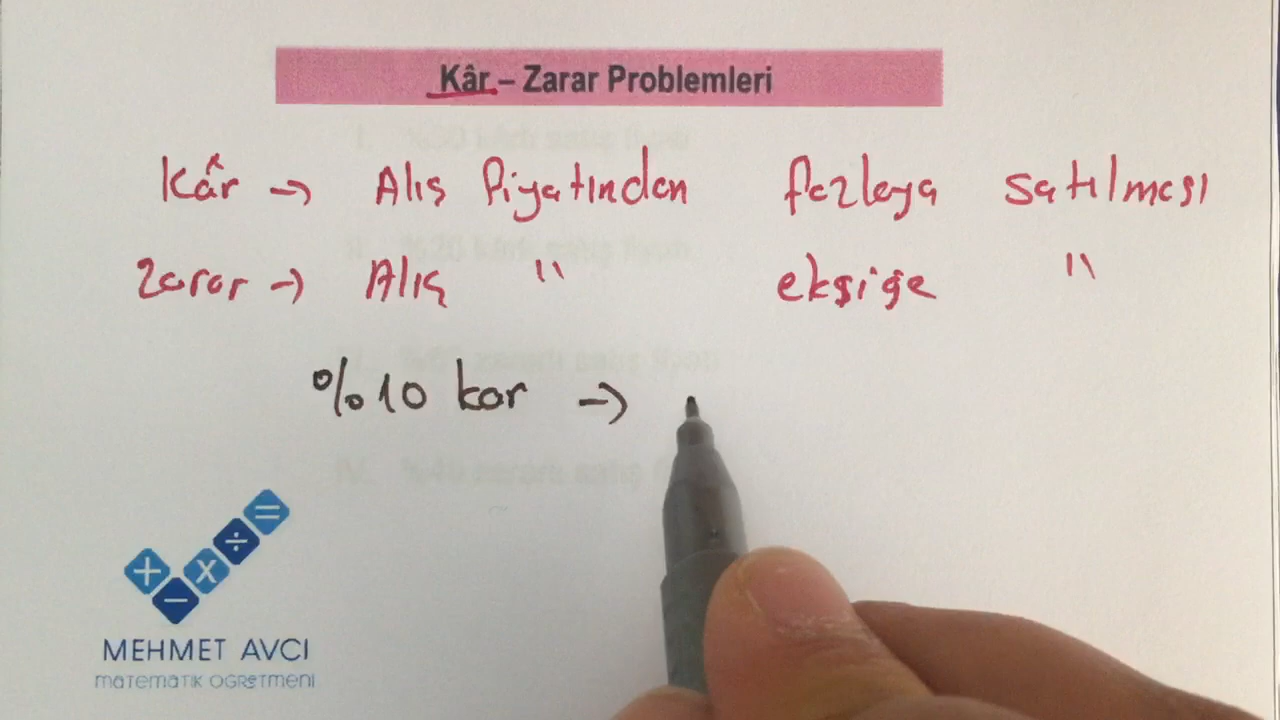 Kâr – Zarar Problemleri
Kâr → Alış fiyatından fazlaya satılması
Zarar → Alış " eksiğe "
%10 kar →
MEHMET AVCI
MATEMATİK ÖĞRETMENİ